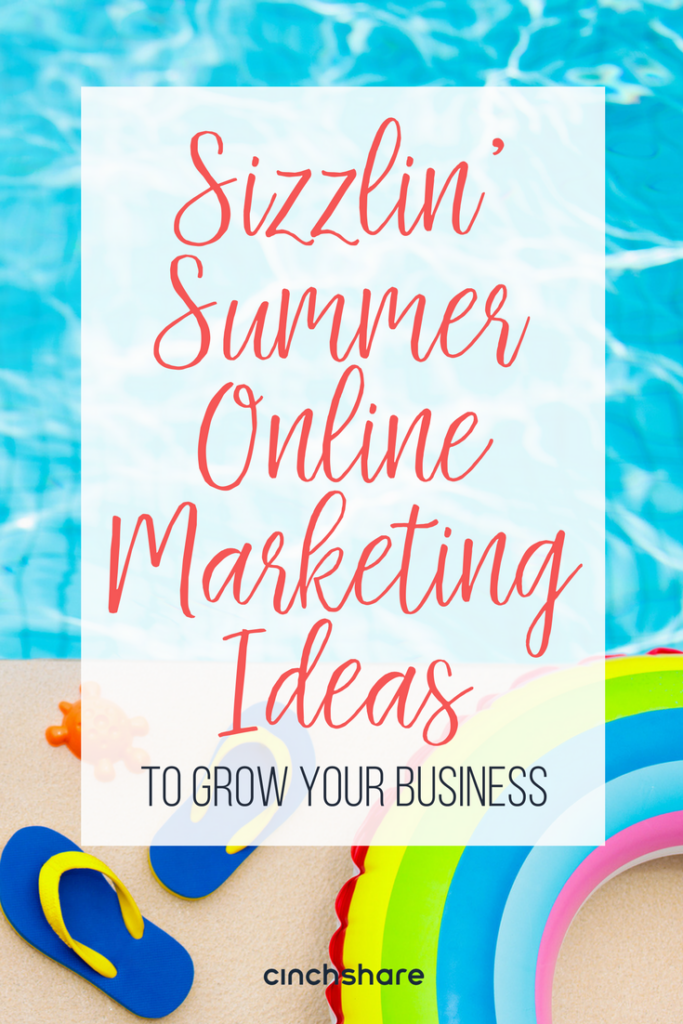 Sizzlin'
Summer
Online
Marketing
Ideas
TO GROW YOUR BUSINESS
cinchshare